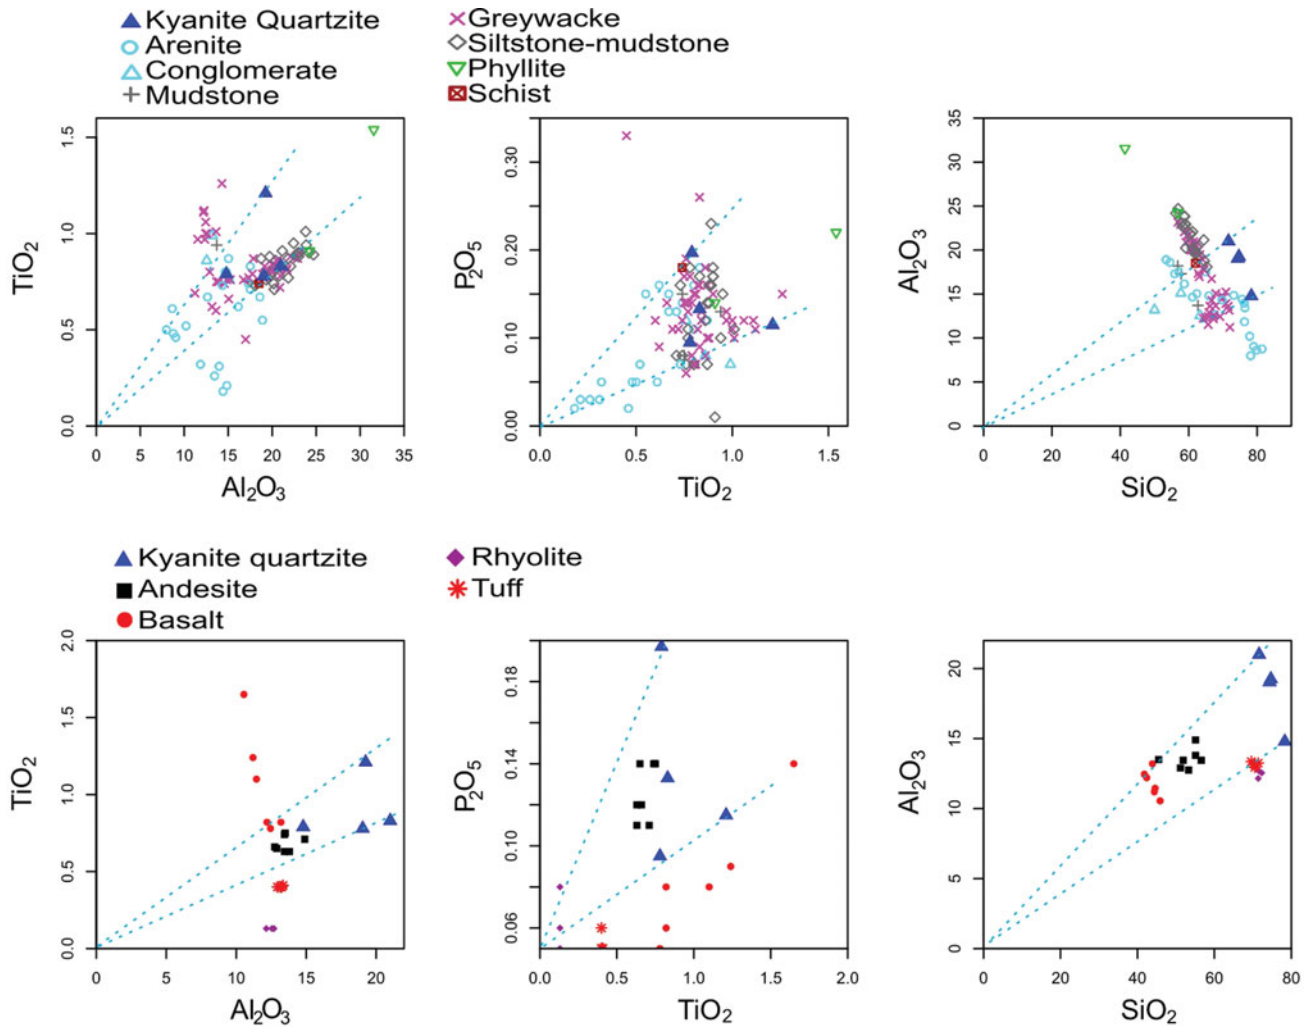 Kyanite Quartzite
Arenite
Conglomerate
Mudstone
Greywacke
Siltstone-mudstone
Phyllite
Schist
TiO2
0.0 0.5 1.0 1.5
0 5 10 15 20 25 30 35
Al2O3
P2O5
0.00 0.10 0.20 0.30
0.0 0.5 1.0 1.5
TiO2
Al2O3
0 5 10 15 20 25 30 35
0 20 40 60 80
SiO2
Kyanite quartzite
Andesite
Basalt
Rhyolite
Tuff
TiO2
0.0 0.5 1.0 1.5 2.0
0 5 10 15 20
Al2O3
P2O5
0.06 0.10 0.14 0.18
0.0 0.5 1.0 1.5 2.0
TiO2
Al2O3
0 5 10 15 20
0 20 40 60 80
SiO2